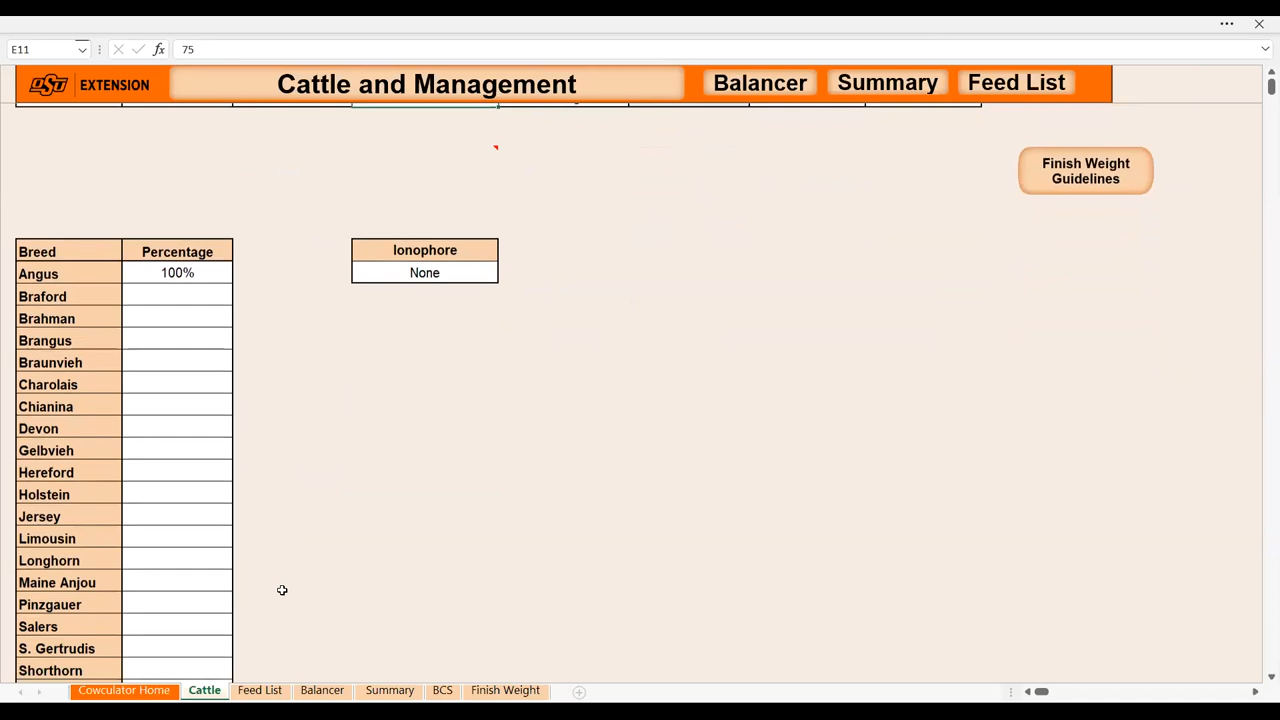 E11
fx
75
OSU EXTENSION
Cattle and Management
Balancer
Summary
Feed List
Finish Weight
Guidelines
Breed Percentage
Angus 100%
Braford
Brahman
Brangus
Braunvieh
Charolais
Chianina
Devon
Gelbvieh
Hereford
Holstein
Jersey
Limousin
Longhorn
Maine Anjou
Pinzgauer
Salers
S. Gertrudis
Shorthorn
Ionophore
None
Cowculator Home
Cattle
Feed List
Balancer
Summary
BCS
Finish Weight